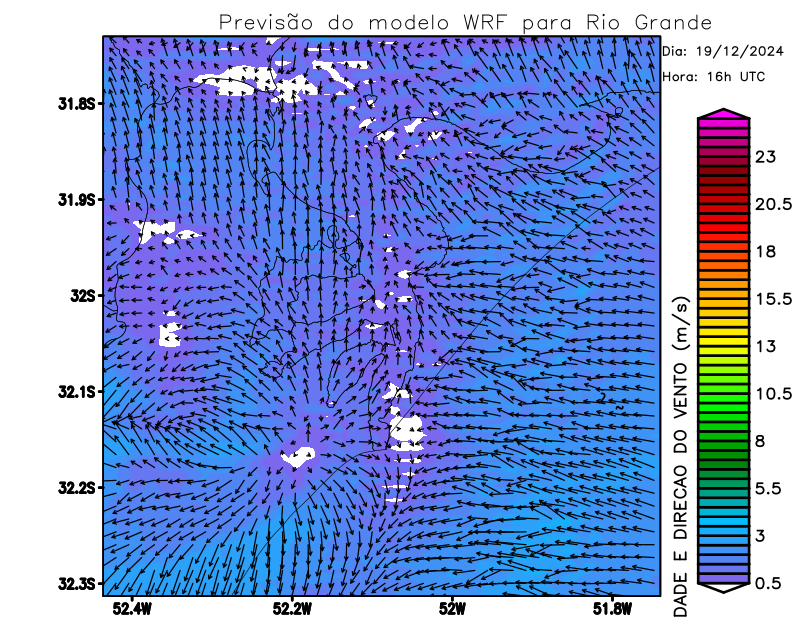 Previsão do modelo WRF para Rio Grande
Dia: 19/12/2024
Hora: 16h UTC
31.8S
31.9S
32S
32.1S
32.2S
32.3S
52.4W
52.2W
52W
51.8W
23
20.5
18
15.5
13
10.5
8
5.5
3
0.5
DADE E DIRECAO DO VENTO (m/s)